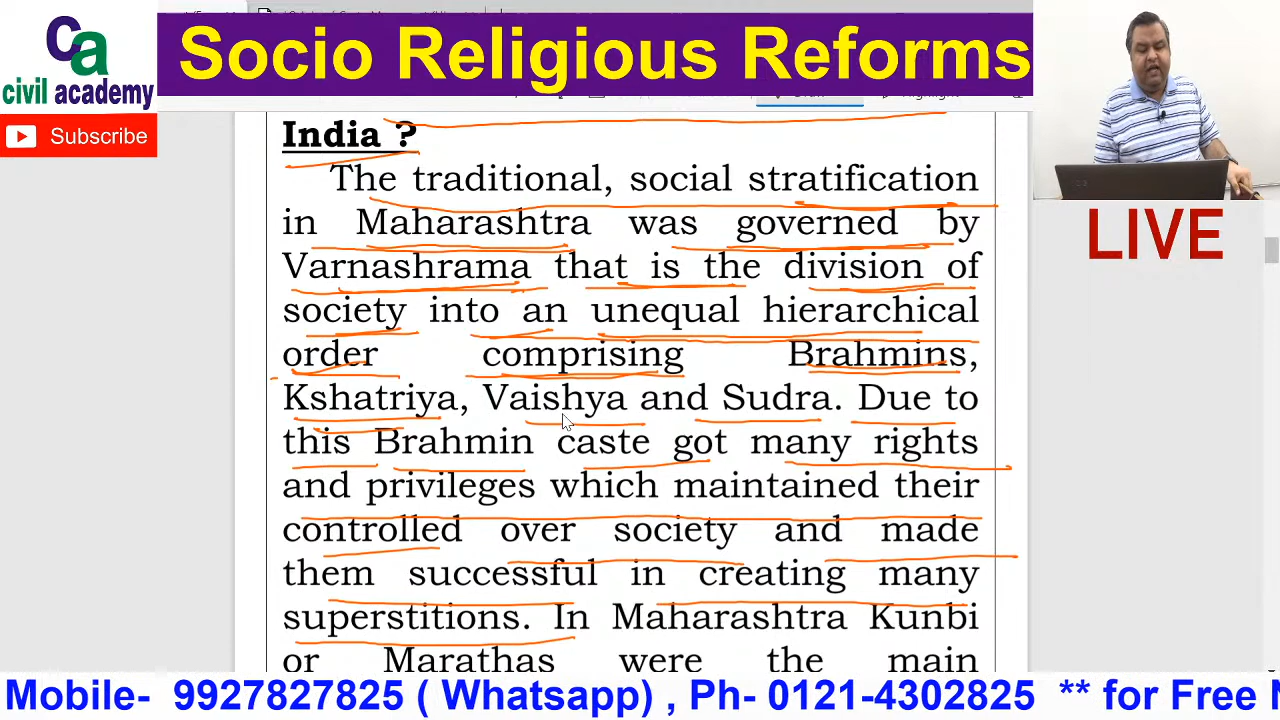 ca
civil academy
Subscribe
Socio Religious Reforms
LIVE
India ?
The traditional, social stratification
in Maharashtra was governed by
Varnashrama that is the division of
society into an unequal hierarchical
order comprising Brahmins,
Kshatriya, Vaishya and Sudra. Due to
this Brahmin caste got many rights
and privileges which maintained their
controlled over society and made
them successful in creating many
superstitions. In Maharashtra Kunbi
or Marathas were the main
Mobile- 9927827825 ( Whatsapp) , Ph- 0121-4302825 ** for Free